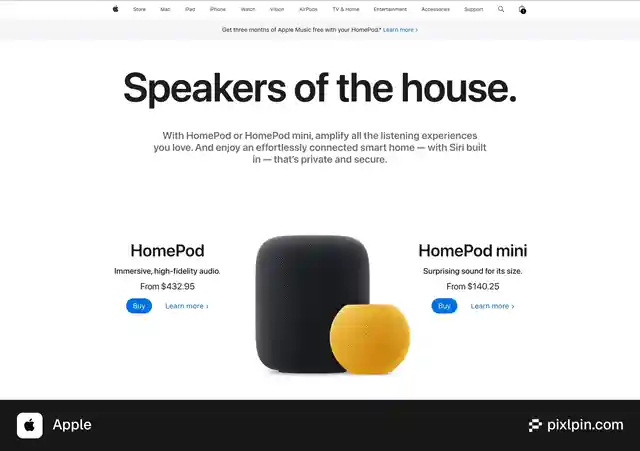 Store Mac iPad iPhone Watch Vision AirPods TV & Home Entertainment Accessories Support
Get three months of Apple Music free with your HomePod.* Learn more >
Speakers of the house.
With HomePod or HomePod mini, amplify all the listening experiences
you love. And enjoy an effortlessly connected smart home — with Siri built
in — that’s private and secure.
HomePod
Immersive, high-fidelity audio.
From $432.95
Buy Learn more >
HomePod mini
Surprising sound for its size.
From $140.25
Buy Learn more >
Apple
pixlpin.com